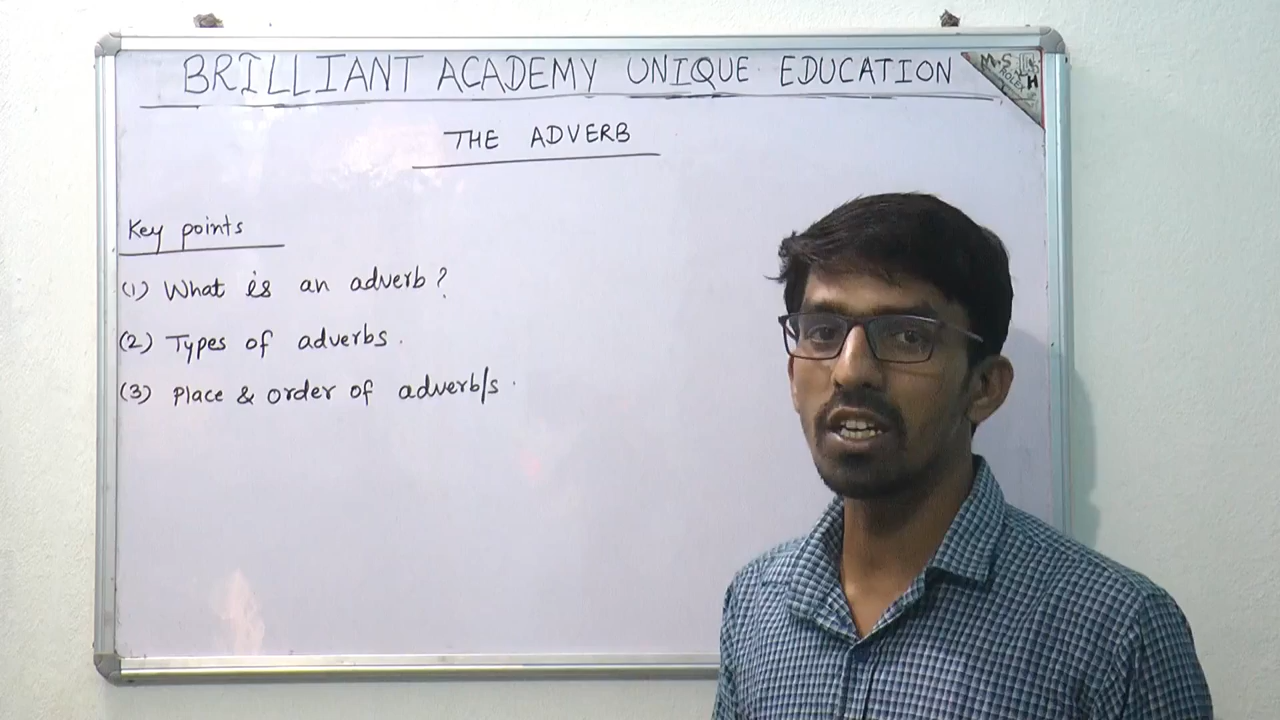 BRILLIANT ACADEMY UNIQUE EDUCATION
THE ADVERB
Key points
(1) What is an adverb?
(2) Types of adverbs.
(3) Place & order of adverb/s.
M.S